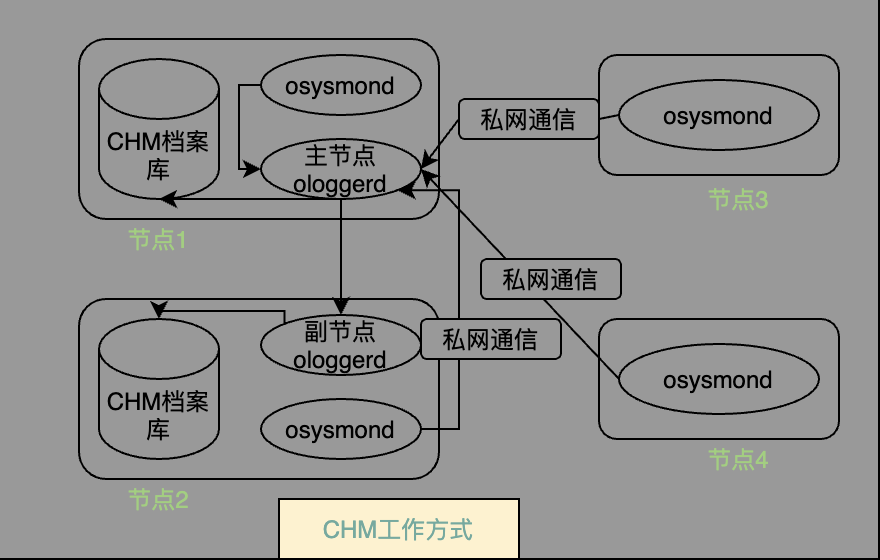 osysmond
CHM档案
库
主节点
ologgerd
节点1
私网通信
osysmond
节点3
私网通信
副节点
ologgerd
私网通信
CHM档案
库
osysmond
节点2
osysmond
节点4
CHM工作方式